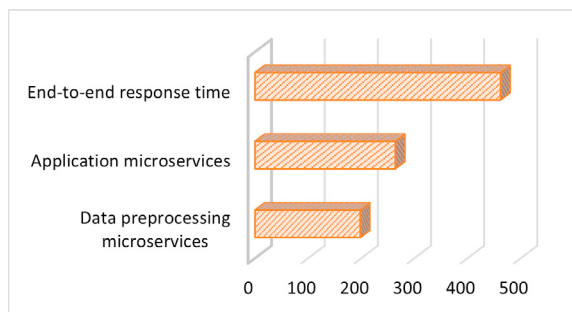 End-to-end response time
Application microservices
Data preprocessing
microservices
0 100 200 300 400 500